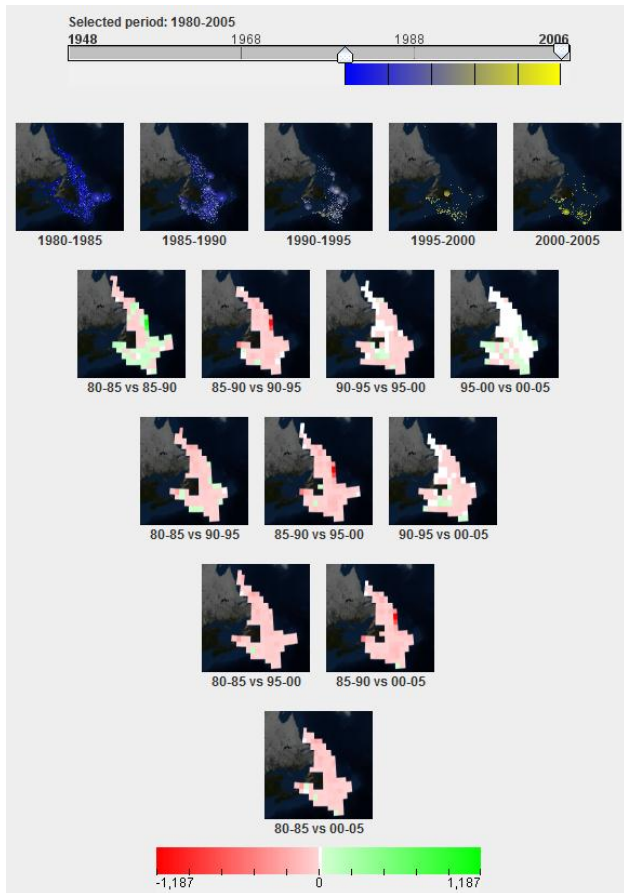 Selected period: 1980-2005
1948 1968 1988 2006
1980-1985 1985-1990 1990-1995 1995-2000 2000-2005
80-85 vs 85-90 85-90 vs 90-95 90-95 vs 95-00 95-00 vs 00-05
80-85 vs 90-95 85-90 vs 95-00 90-95 vs 00-05
80-85 vs 95-00 85-90 vs 00-05
80-85 vs 00-05
-1,187 0 1,187